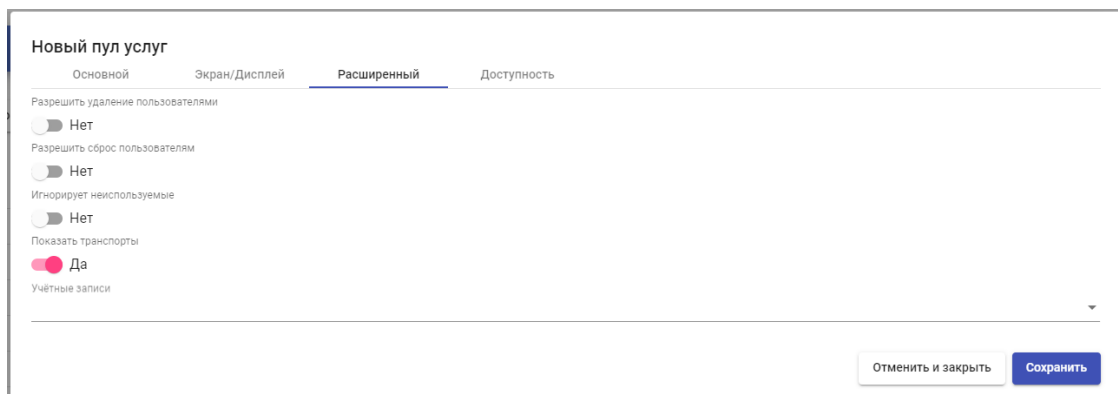 Новый пул услуг
Основной Экран/Дисплей Расширенный Доступность
Разрешить удаление пользователями
Нет
Разрешить сброс пользователям
Нет
Игнорирует неиспользуемые
Нет
Показать транспорты
Да
Учётные записи
Отменить и закрыть Сохранить